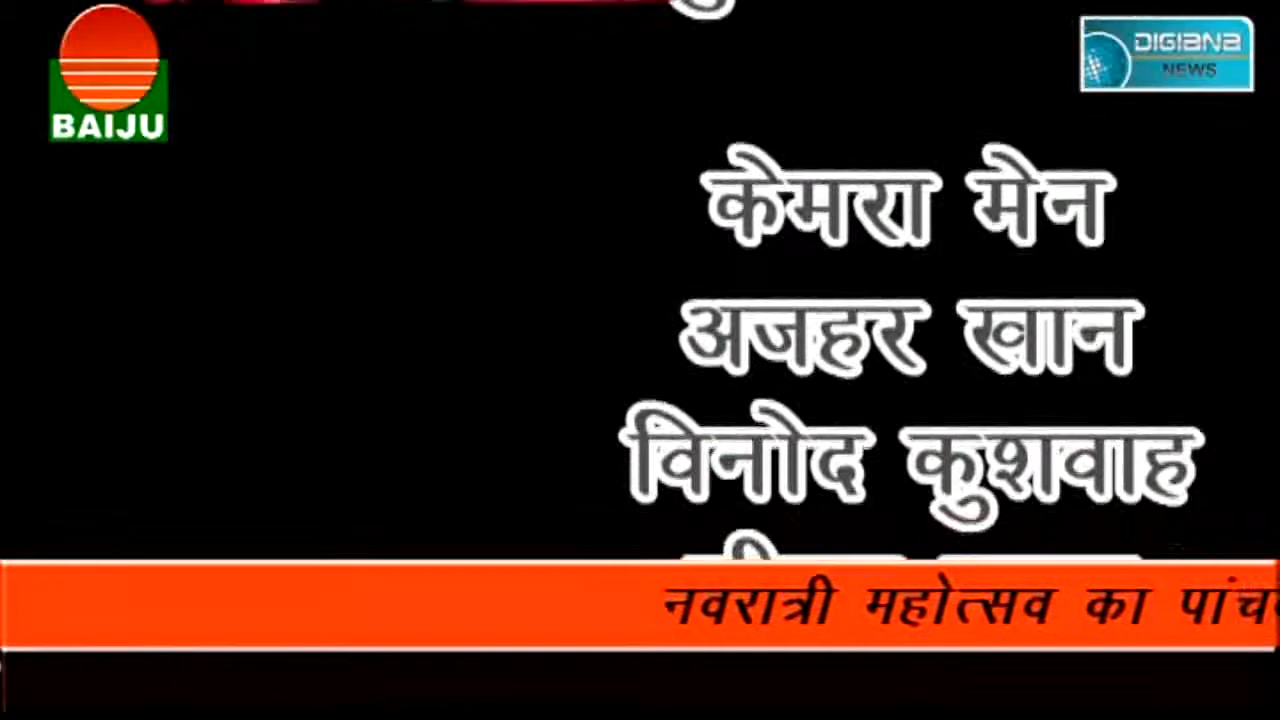 BAIJU
DIGIANA
NEWS
केमरा मेन
अजहर खान
विनोद कुशवाह
नवरात्री महोत्सव का